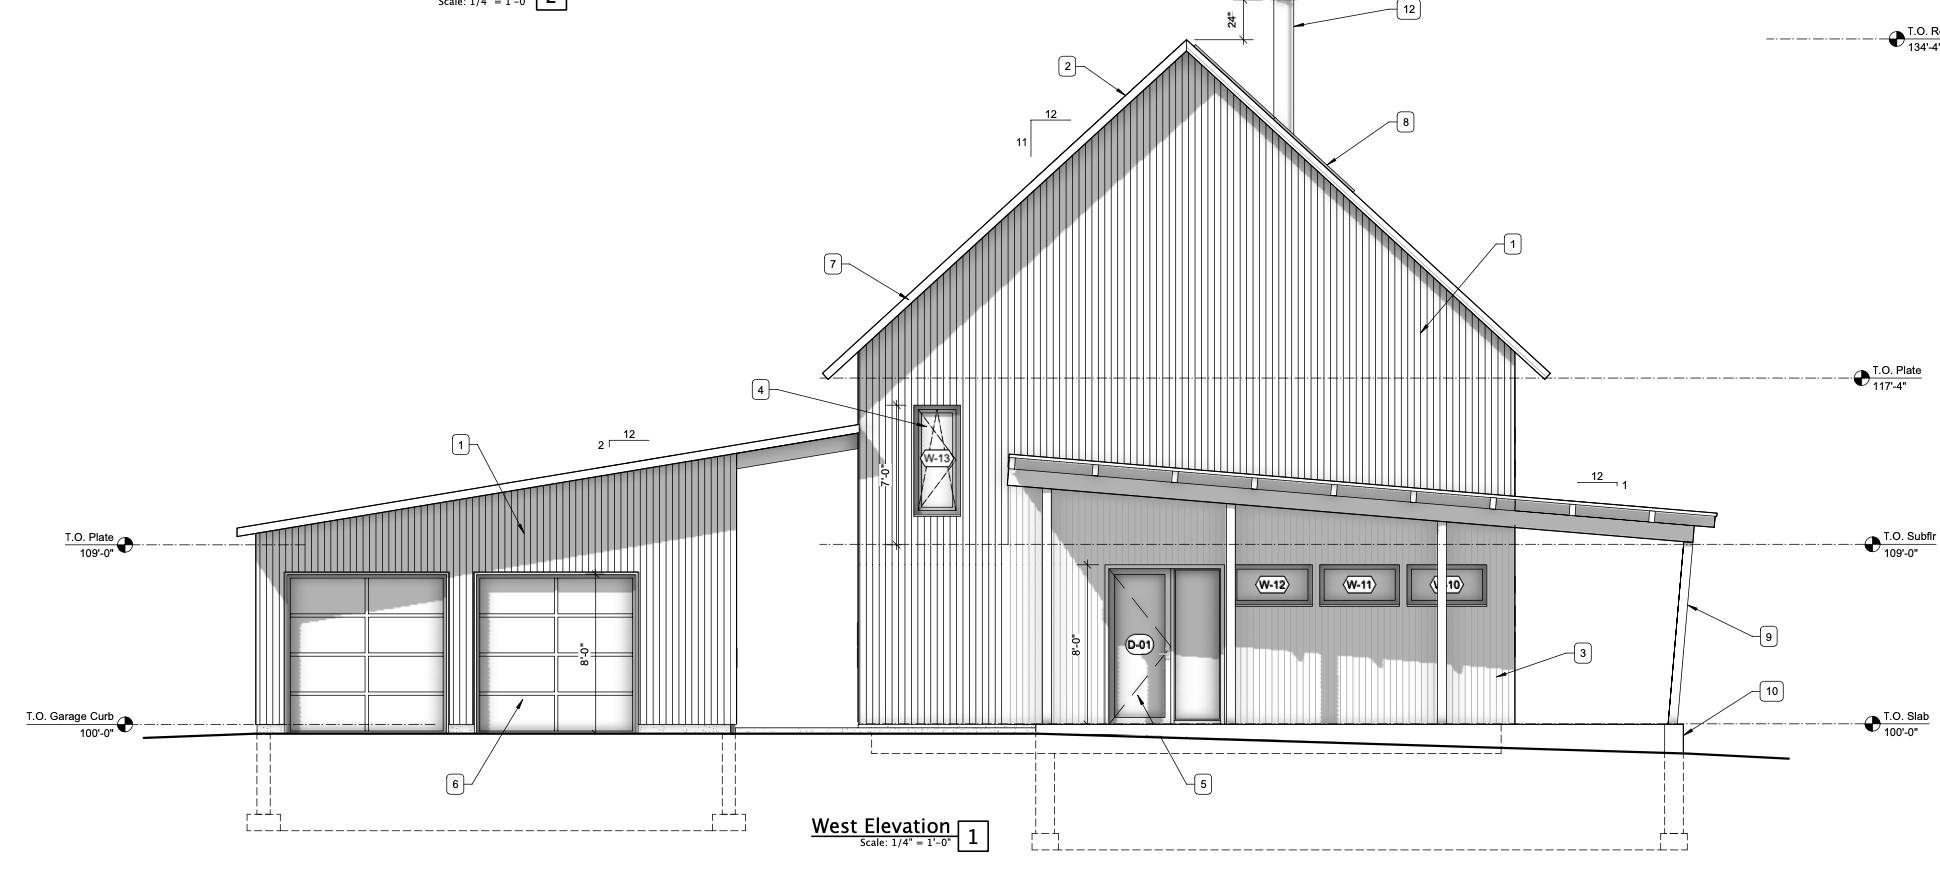 Scale: 1/4" = 1'-0"
2
24"
12
T.O. R
134'-4"
2
12
11
8
1
7
T.O. Plate
117'-4"
4
1
2
12
W-13
7'-0"
12
1
T.O. Plate
109'-0"
T.O. Subflr
109'-0"
W-12
W-11
W-10
8'-0"
8'-0"
D-01
9
3
10
T.O. Garage Curb
100'-0"
T.O. Slab
100'-0"
6
5
West Elevation
1
Scale: 1/4" = 1'-0"